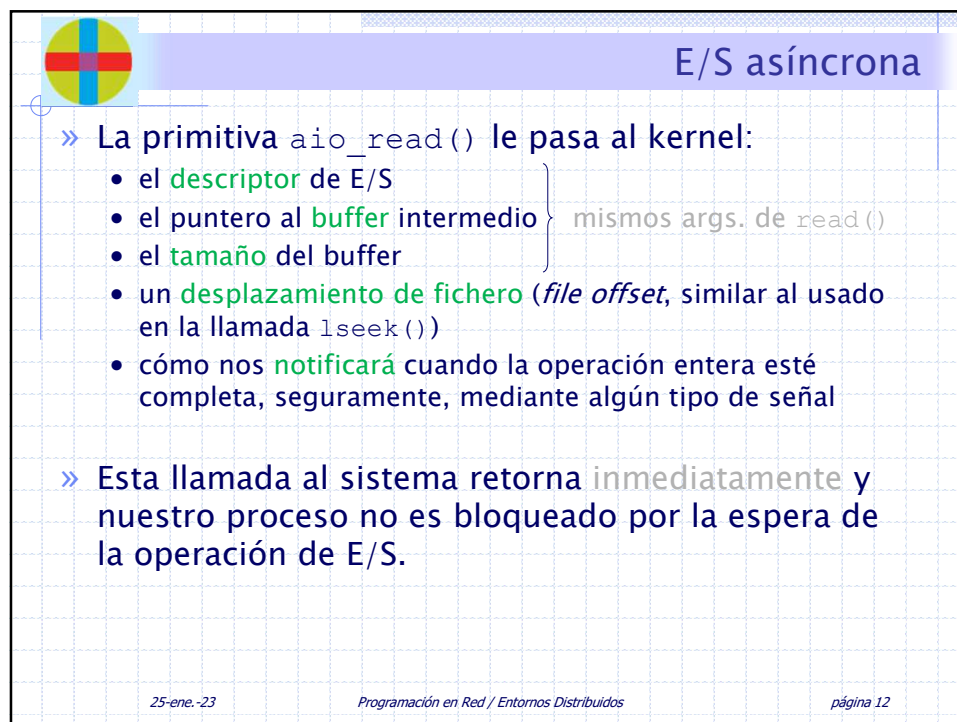 E/S asíncrona
» La primitiva aio_read() le pasa al kernel:
• el descriptor de E/S
• el puntero al buffer intermedio mismos args. de read()
• el tamaño del buffer
• un desplazamiento de fichero (file offset, similar al usado
en la llamada lseek())
• cómo nos notificará cuando la operación entera esté
completa, seguramente, mediante algún tipo de señal
» Esta llamada al sistema retorna inmediatamente y
nuestro proceso no es bloqueado por la espera de
la operación de E/S.
25-ene.-23 Programación en Red / Entornos Distribuidos página 12